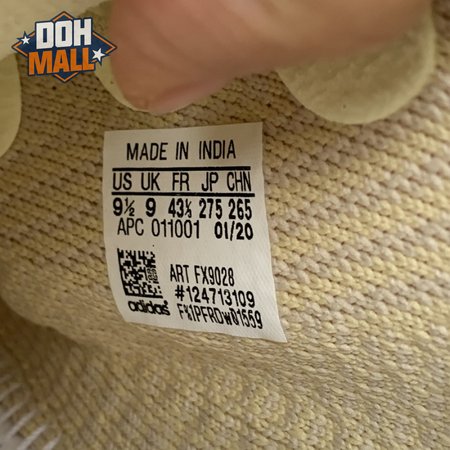 DOH
MALL
MADE IN INDIA
US UK FR JP CHN
9½ 9 43⅓ 275 265
APC 011001 01/20
ART FX9028
#124713109
adidas